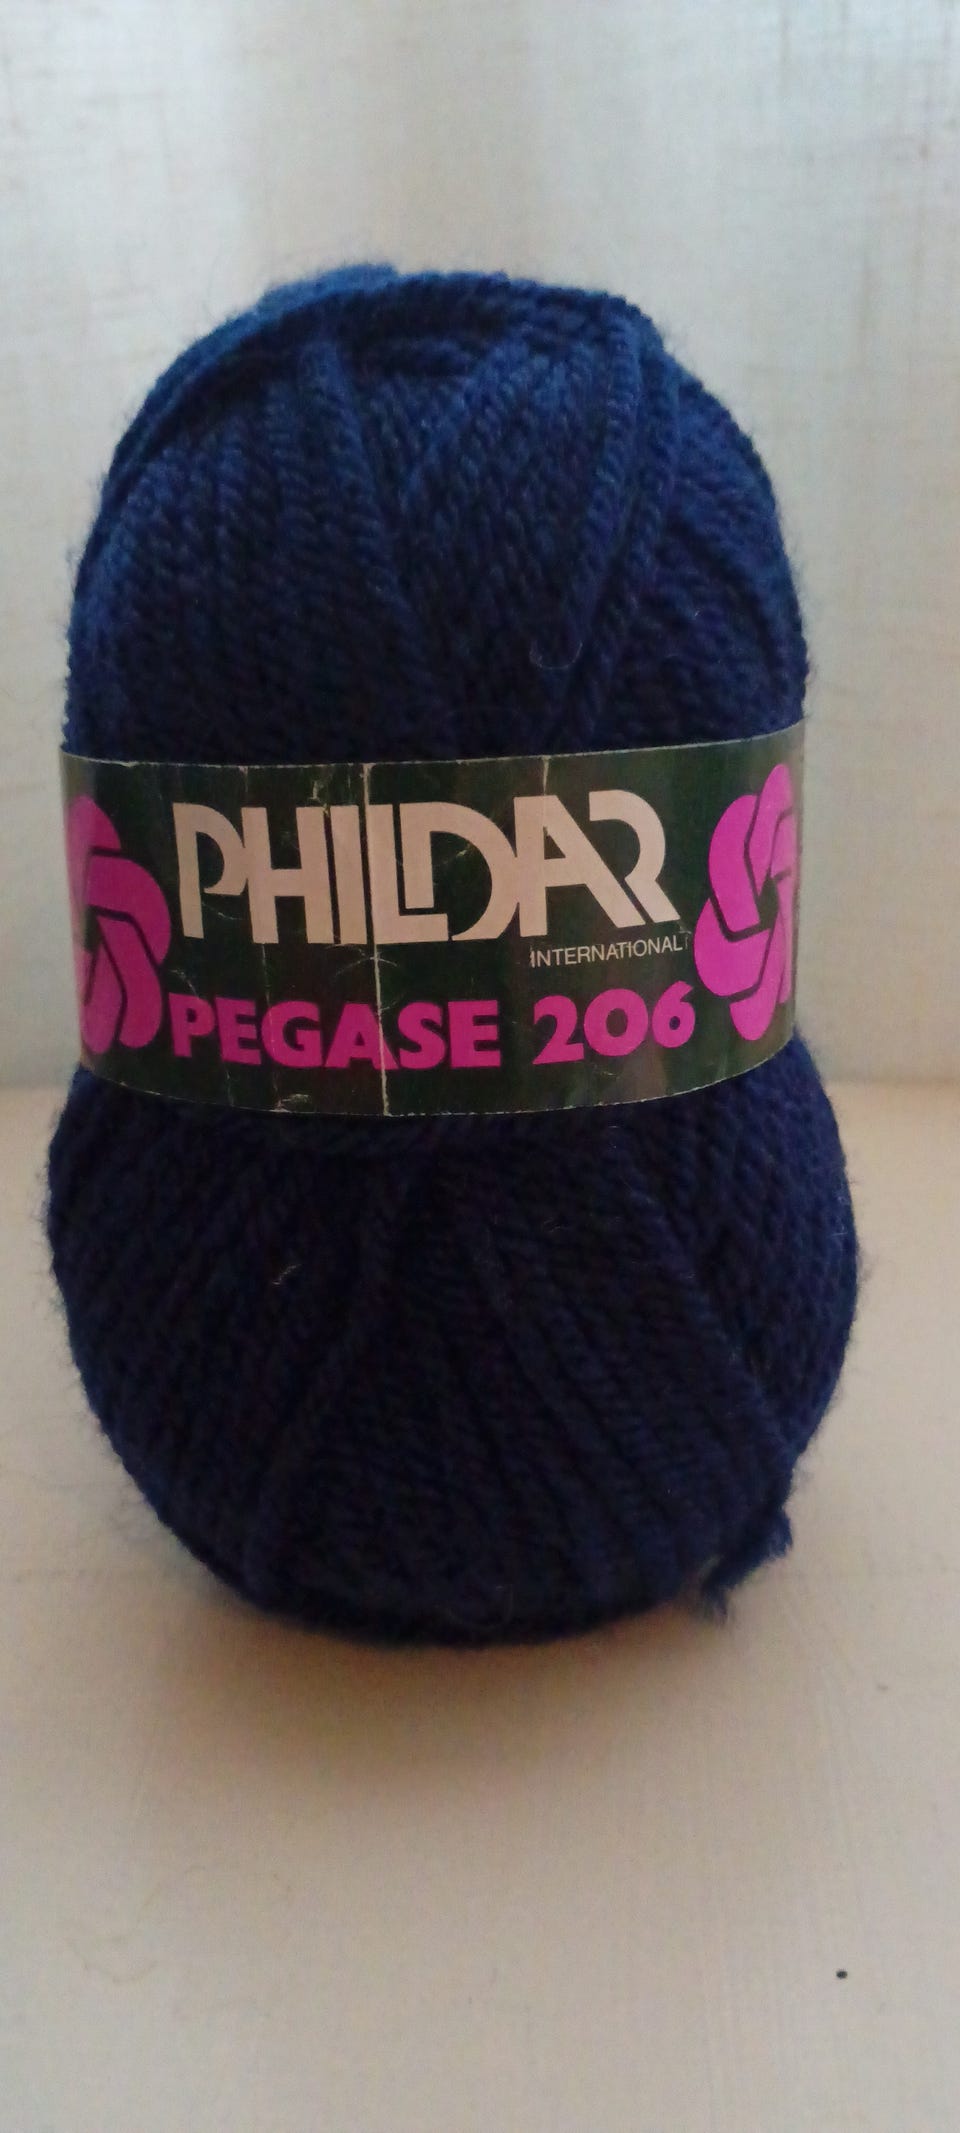 PHILDAR
INTERNATIONAL
PEGASE 206